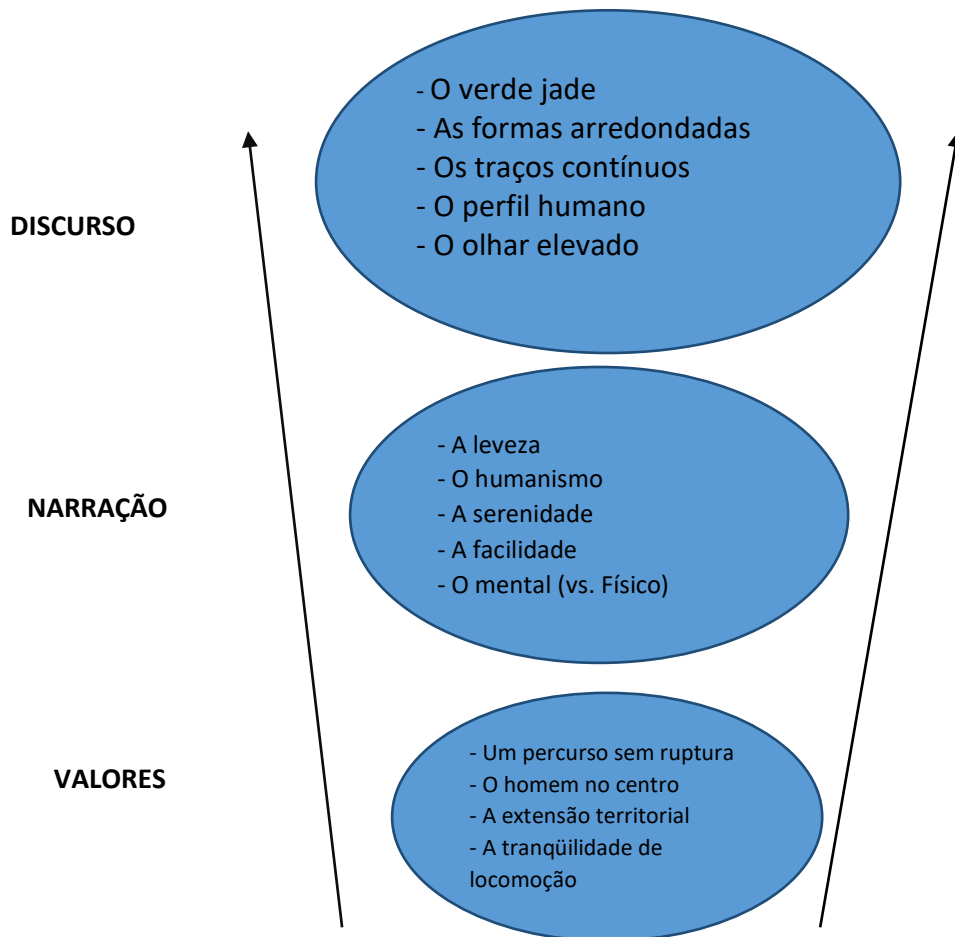 DISCURSO
- O verde jade
- As formas arredondadas
- Os traços contínuos
- O perfil humano
- O olhar elevado
NARRAÇÃO
- A leveza
- O humanismo
- A serenidade
- A facilidade
- O mental (vs. Físico)
VALORES
- Um percurso sem ruptura
- O homem no centro
- A extensão territorial
- A tranqüilidade de
locomoção